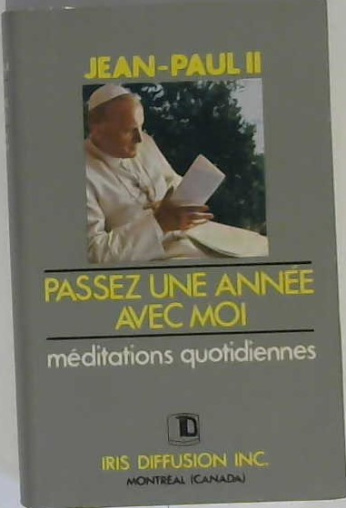 JEAN-PAUL II
PASSEZ UNE ANNÉE
AVEC MOI
méditations quotidiennes
IRIS DIFFUSION INC.
MONTRÉAL (CANADA)